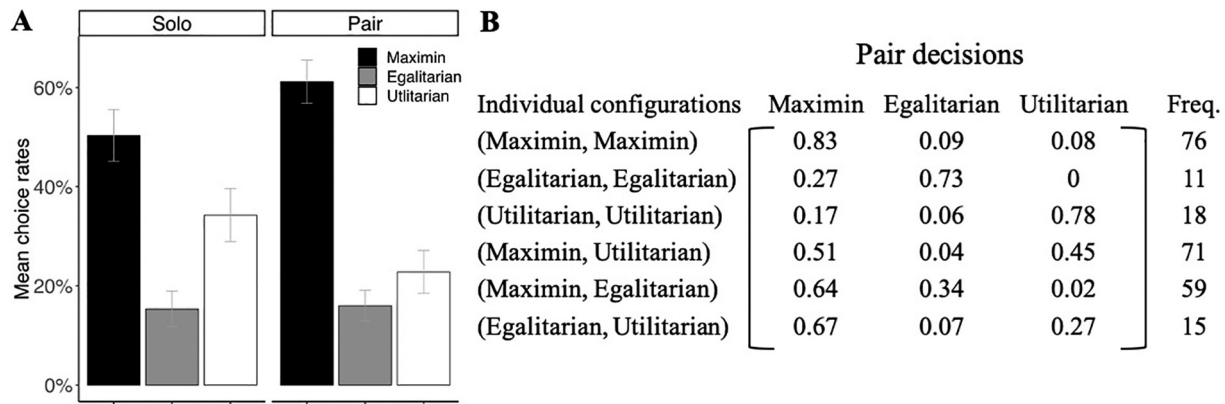 A
Solo Pair
Maximin
Egalitarian
Utlitarian
Mean choice rates
60%
40%
20%
0%
B
Pair decisions
Individual configurations Maximin Egalitarian Utilitarian Freq.
(Maximin, Maximin) 0.83 0.09 0.08 76
(Egalitarian, Egalitarian) 0.27 0.73 0 11
(Utilitarian, Utilitarian) 0.17 0.06 0.78 18
(Maximin, Utilitarian) 0.51 0.04 0.45 71
(Maximin, Egalitarian) 0.64 0.34 0.02 59
(Egalitarian, Utilitarian) 0.67 0.07 0.27 15